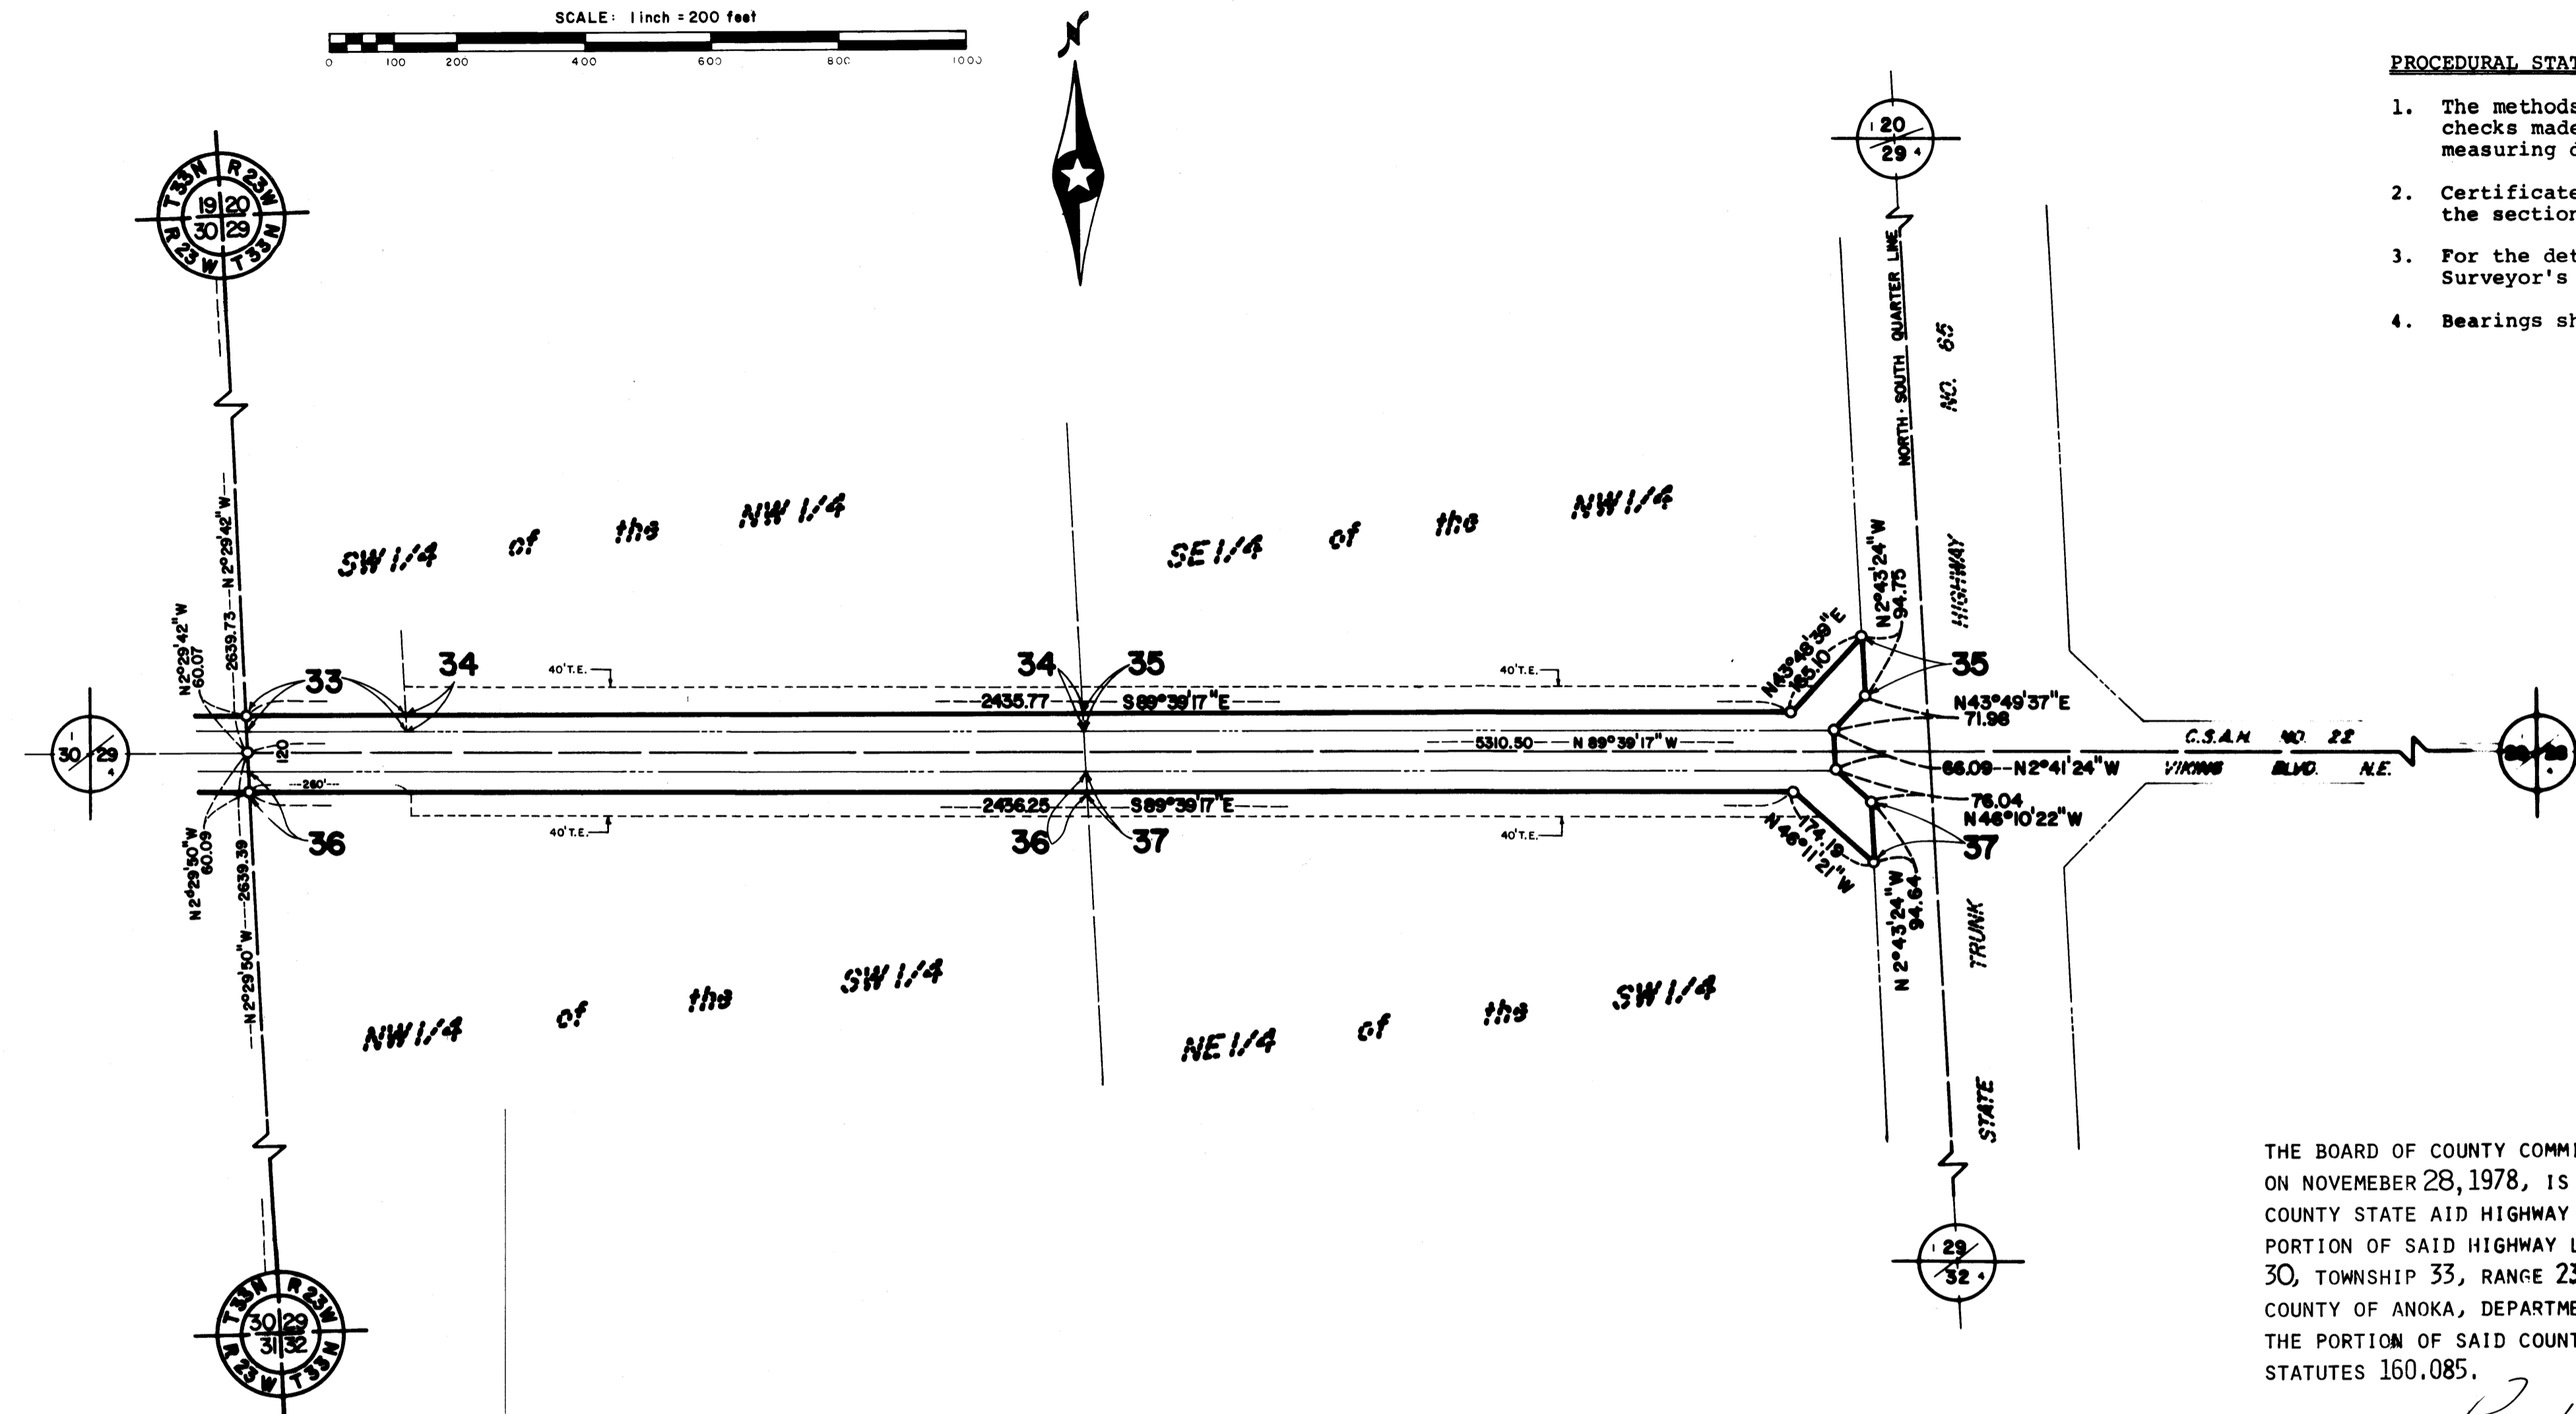 SCALE: 1 inch = 200 feet
0 100 200 400 600 800 1000
N
PROCEDURAL STAT
1. The methods
checks made
measuring d
2. Certificate
the section
3. For the det
Surveyor's
4. Bearings sh
T33N R23W
19 20
30 29
R23W T33N
1 20
29 4
NORTH-SOUTH QUARTER LINE
STATE TRUNK HIGHWAY NO. 65
SW 1/4 of the NW 1/4
SE 1/4 of the NW 1/4
N2°29'42"W
60.07
2639.73 N2°29'42"W
33
34
40' T.E.
34
35
40' T.E.
N43°48'39"E
N2°43'24"W
94.75
35
2435.77 S89°39'17"E
N43°49'37"E
71.98
1
30 29
4
120
5310.50 N 89°39'17" W
C.S.A.H. NO. 22
VIKING BLVD. N.E.
66.09 N2°41'24"W
260'
2436.25 S89°39'17"E
76.04
N46°10'22"W
N2°29'50"W
60.09
N2°29'50"W 2639.39
36
40' T.E.
36
37
40' T.E.
174.19
N46°11'21"W
37
N 2°43'24"W
94.64
NW 1/4 of the SW 1/4
NE 1/4 of the SW 1/4
1 29
32 4
T33N R23W
30 29
31 32
R23W T33N
THE BOARD OF COUNTY COMMI
ON NOVEMEBER 28,1978, IS
COUNTY STATE AID HIGHWAY
PORTION OF SAID HIGHWAY L
30, TOWNSHIP 33, RANGE 23
COUNTY OF ANOKA, DEPARTME
THE PORTION OF SAID COUNT
STATUTES 160.085.